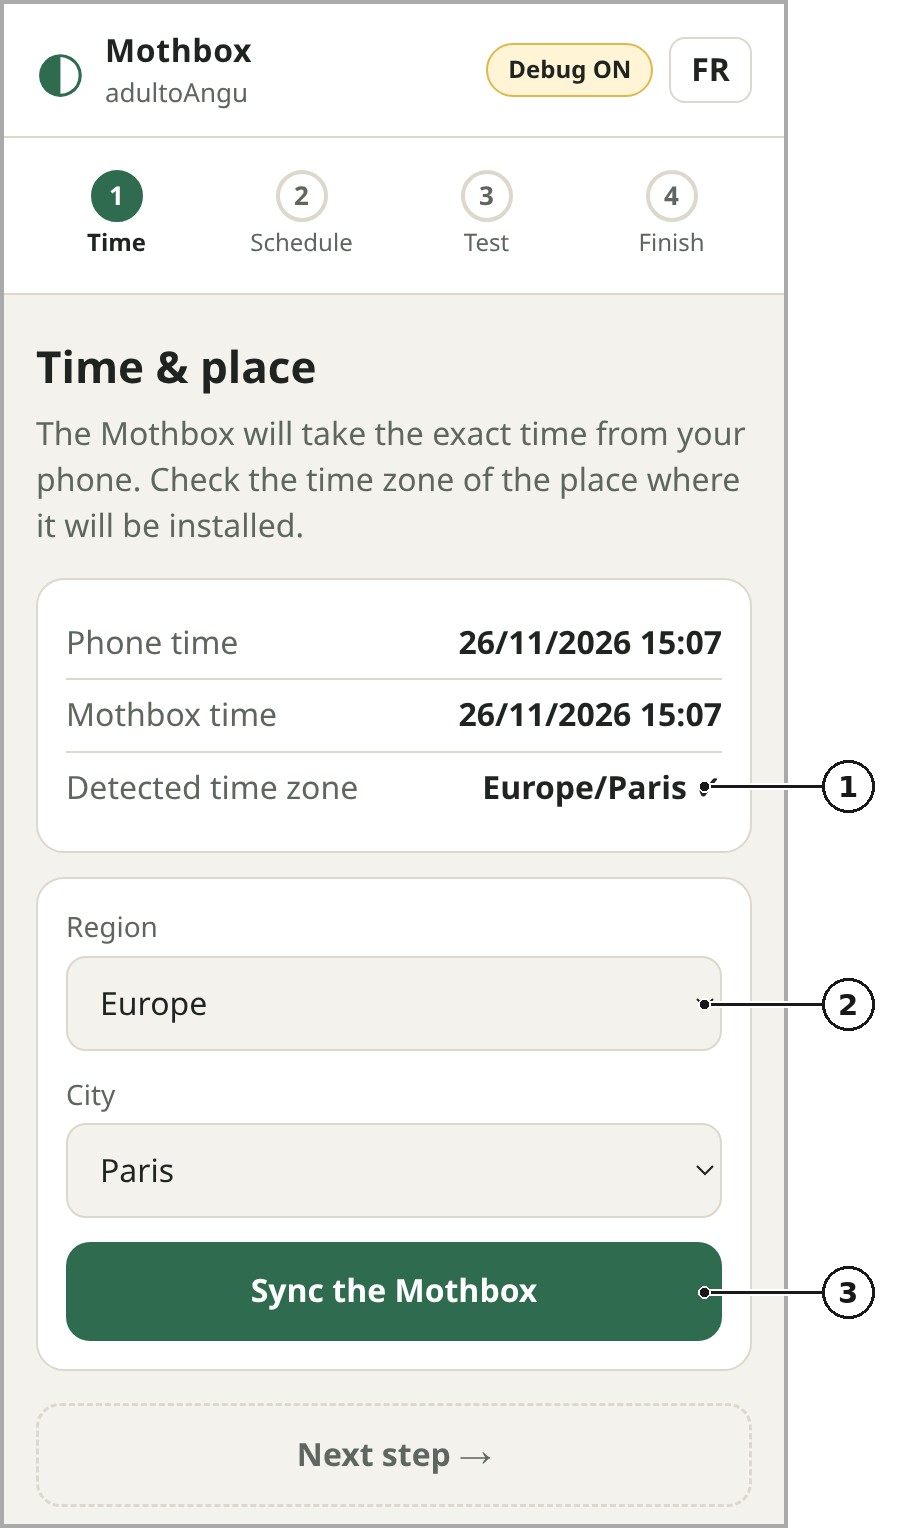 Mothbox
adultoAngu
Debug ON
FR
1
2
3
4
Time
Schedule
Test
Finish
Time & place
The Mothbox will take the exact time from your
phone. Check the time zone of the place where
it will be installed.
Phone time 26/11/2026 15:07
Mothbox time 26/11/2026 15:07
Detected time zone Europe/Paris
1
Region
Europe
2
City
Paris
Sync the Mothbox
3
Next step →